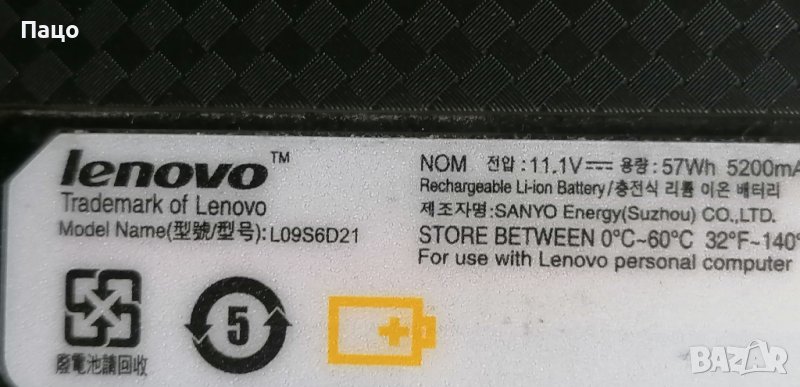 Пацо
lenovo™
Trademark of Lenovo
Model Name(型號/型号):L09S6D21
NOM 전압:11.1V⎓ 용량:57Wh 5200mA
Rechargeable Li-ion Battery/충전식 리튬 이온 배터리
제조자명:SANYO Energy(Suzhou) CO.,LTD.
STORE BETWEEN 0°C~60°C 32°F~140°
For use with Lenovo personal computer
5
廢電池請回收
BAZAR